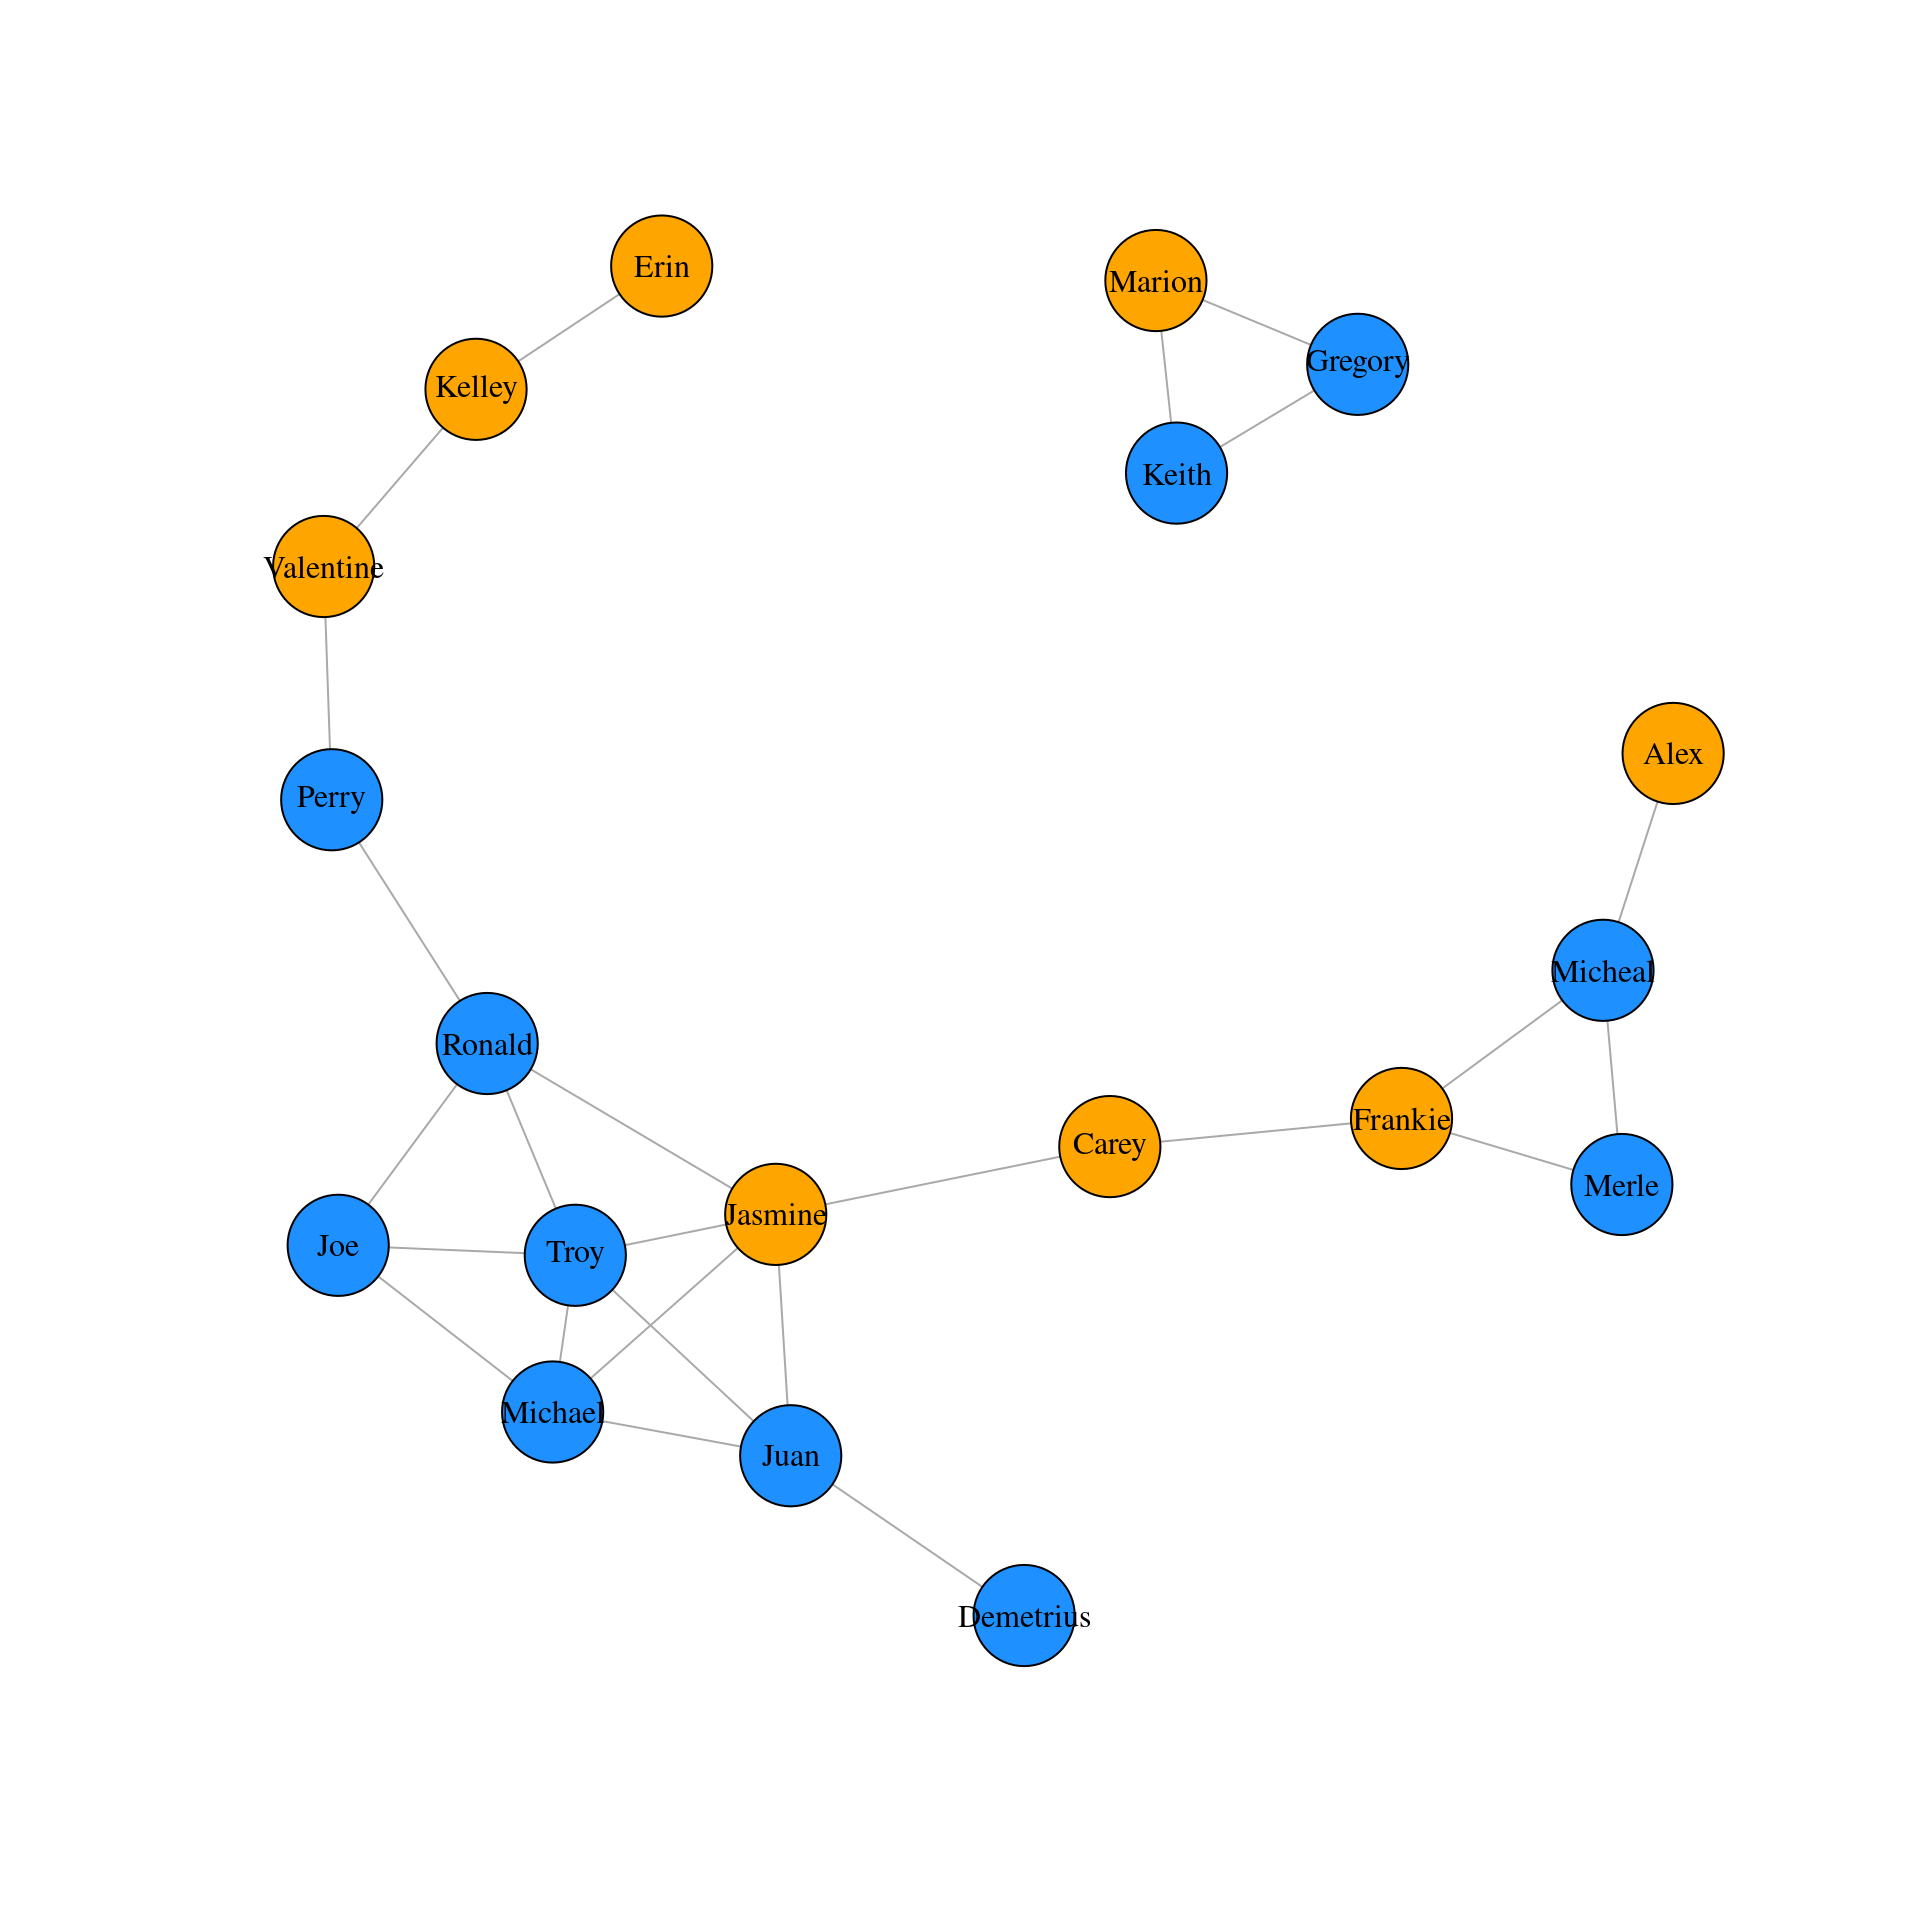 Erin
Marion
Gregory
Kelley
Keith
Valentine
Alex
Perry
Micheal
Ronald
Frankie
Carey
Merle
Jasmine
Joe
Troy
Michael
Juan
Demetrius